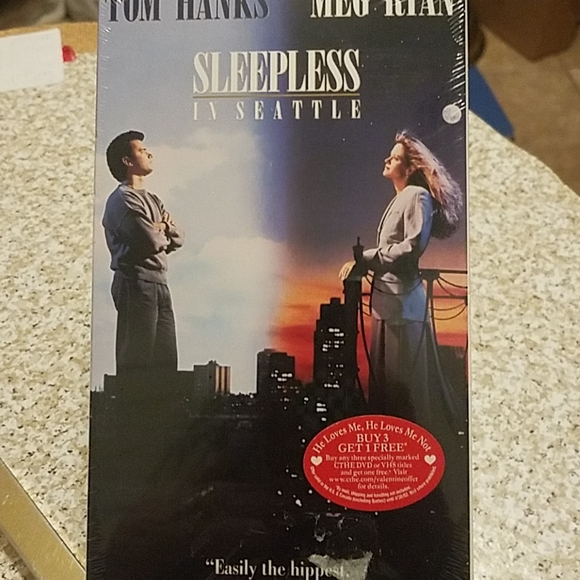 TOM HANKS MEG RYAN
SLEEPLESS
IN SEATTLE
He Loves Me, He Loves Me Not
BUY 3
GET 1 FREE*
Buy any three specially marked
CTHE DVD or VHS titles
and get one free.* Visit
www.cthe.com/valentineoffer
for details.
"Easily the hippest,